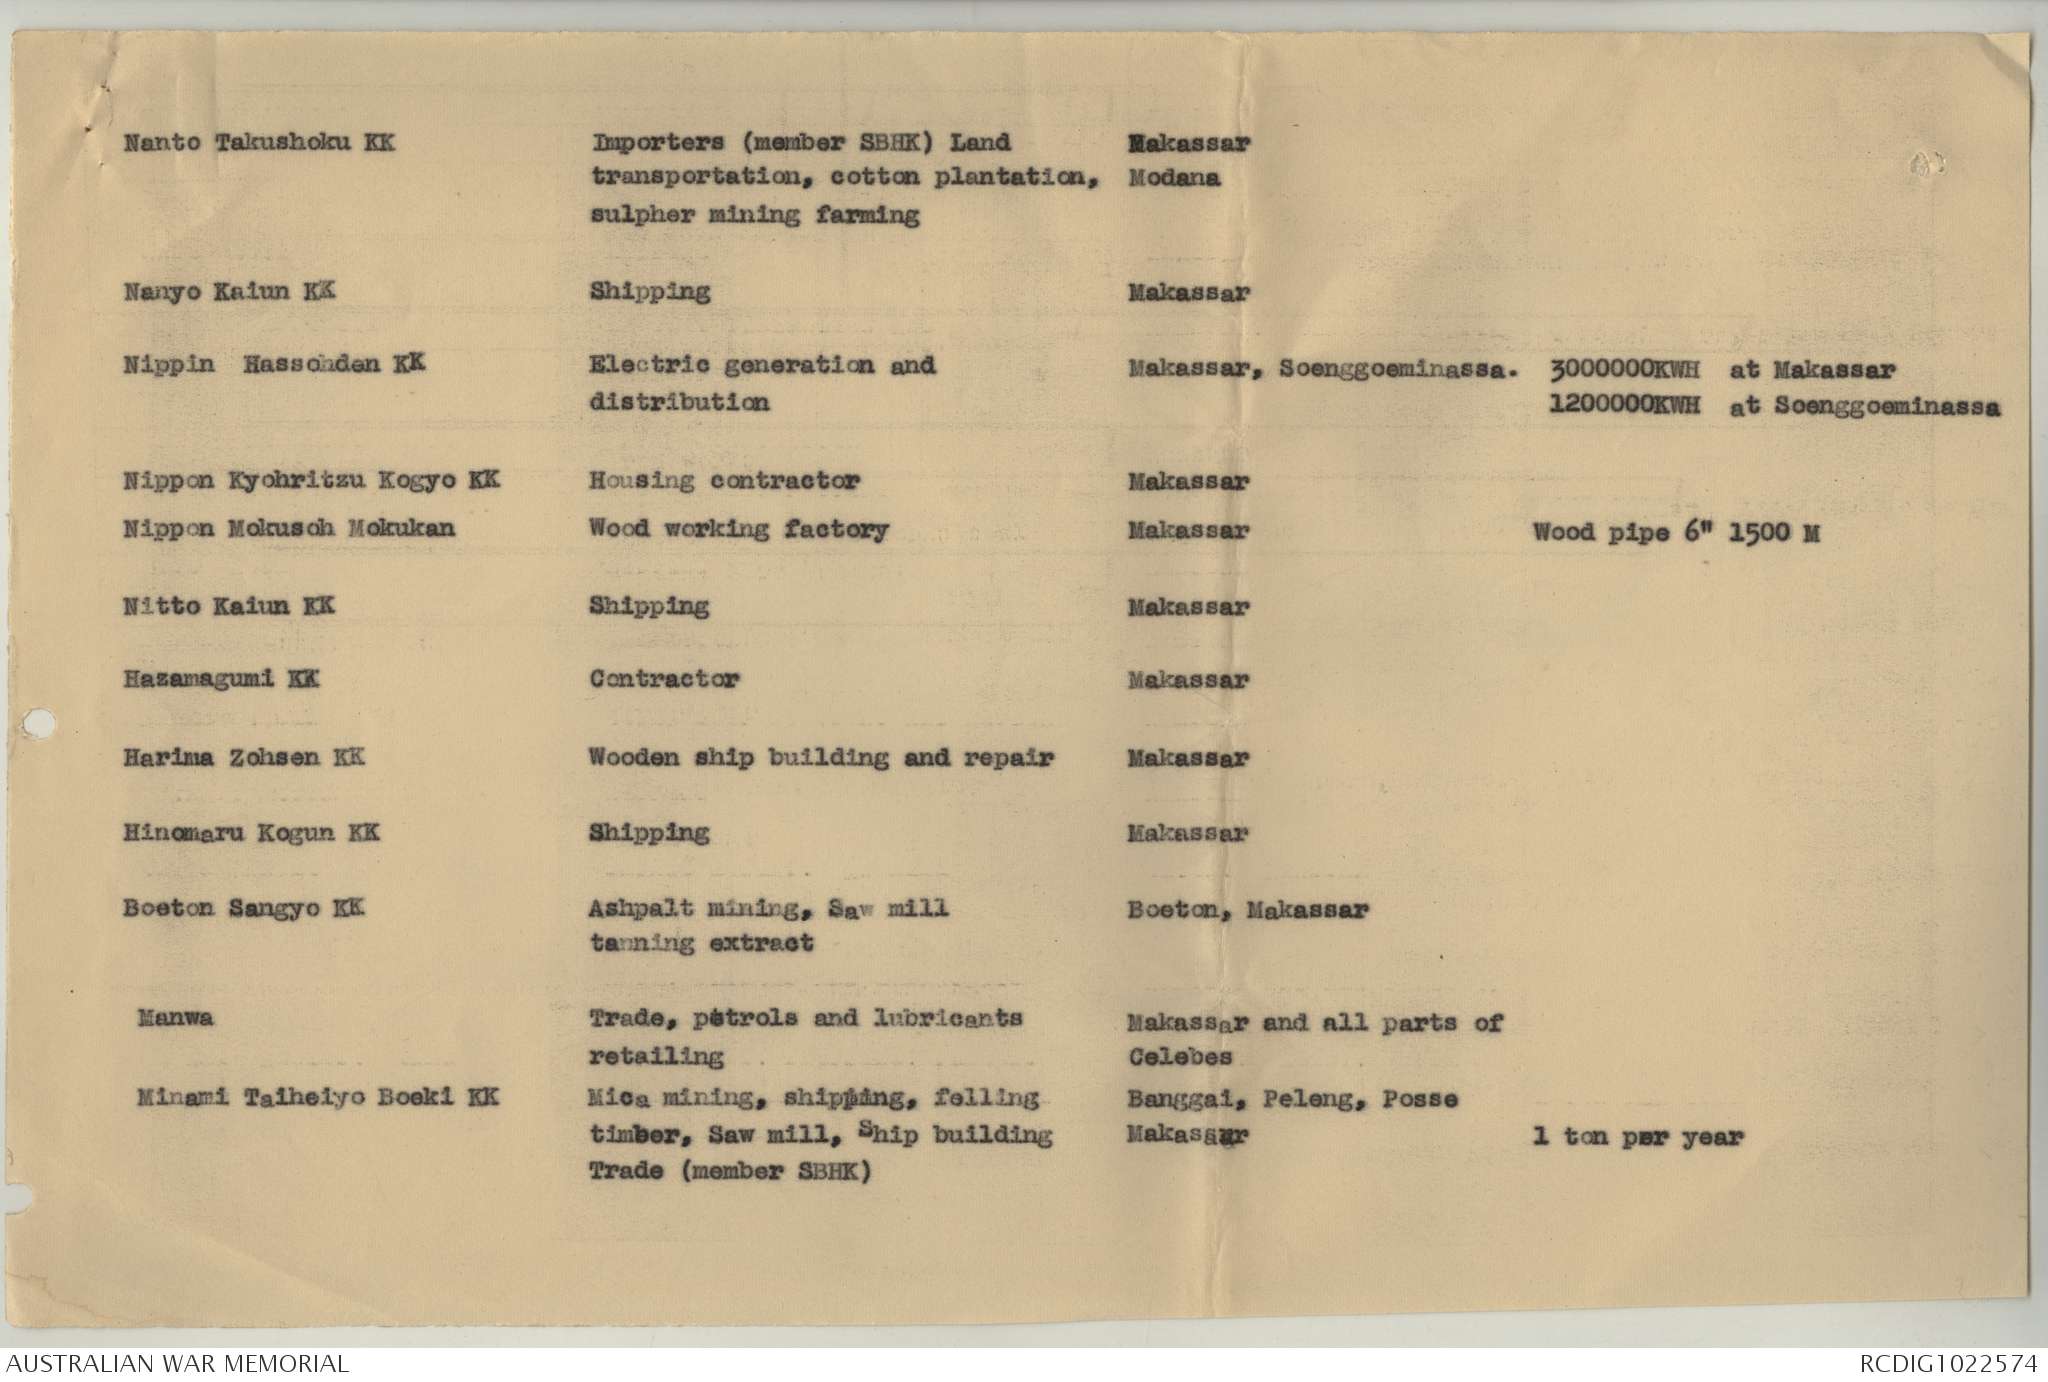 Nanto Takushoku KK Importers (member SBHK) Land Makassar
transportation, cotton plantation, Modana
sulpher mining farming
Nanyo Kaiun KK Shipping Makassar
Nippin Hassohden KK Electric generation and Makassar, Soenggoeminassa. 3000000KWH at Makassar
distribution 1200000KWH at Soenggoeminassa
Nippon Kyohritzu Kogyo KK Housing contractor Makassar
Nippon Mokusoh Mokukan Wood working factory Makassar Wood pipe 6" 1500 M
Nitto Kaiun KK Shipping Makassar
Hazamagumi KK Contractor Makassar
Harima Zohsen KK Wooden ship building and repair Makassar
Hinomaru Kogun KK Shipping Makassar
Boeton Sangyo KK Ashpalt mining, Saw mill Boeton, Makassar
tanning extract
Manwa Trade, petrols and lubricants Makassar and all parts of
retailing Celebes
Minami Taiheiyo Boeki KK Mica mining, shipping, felling Banggai, Peleng, Posse
timber, Saw mill, Ship building Makassar 1 ton per year
Trade (member SBHK)
AUSTRALIAN WAR MEMORIAL RCDIG1022574